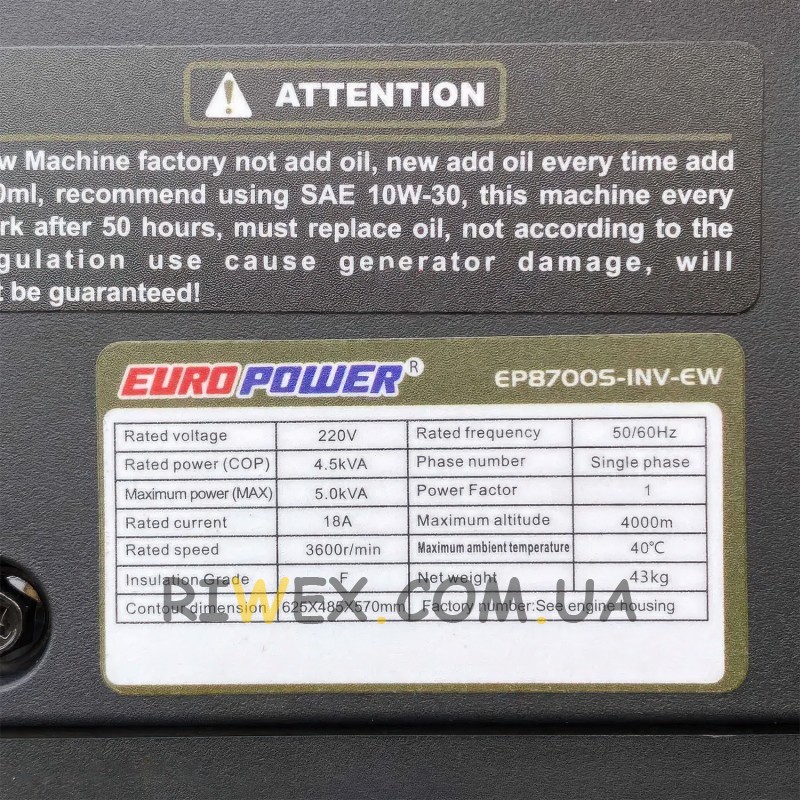 ATTENTION
w Machine factory not add oil, new add oil every time add
0ml, recommend using SAE 10W-30, this machine every
rk after 50 hours, must replace oil, not according to the
gulation use cause generator damage, will
t be guaranteed!
EUROPOWER® EP8700S-INV-EW
Rated voltage 220V Rated frequency 50/60Hz
Rated power (COP) 4.5kVA Phase number Single phase
Maximum power (MAX) 5.0kVA Power Factor 1
Rated current 18A Maximum altitude 4000m
Rated speed 3600r/min Maximum ambient temperature 40℃
Insulation Grade F Net weight 43kg
Contour dimension 625X485X570mm Factory number:See engine housing
RIWEX.COM.UA